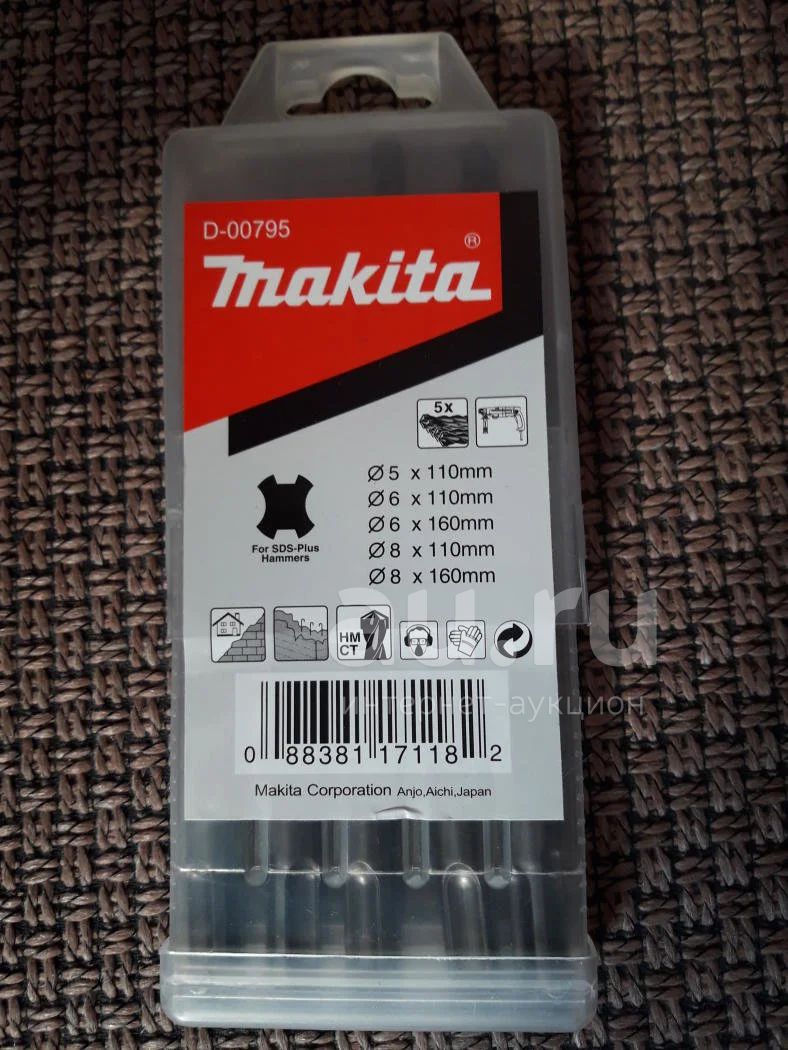 D-00795
makita®
5x
Ø5 x 110mm
Ø6 x 110mm
Ø6 x 160mm
Ø8 x 110mm
Ø8 x 160mm
For SDS-Plus
Hammers
HM
CT
au.ru
интернет-аукцион
0 88381 17118 2
Makita Corporation Anjo,Aichi,Japan